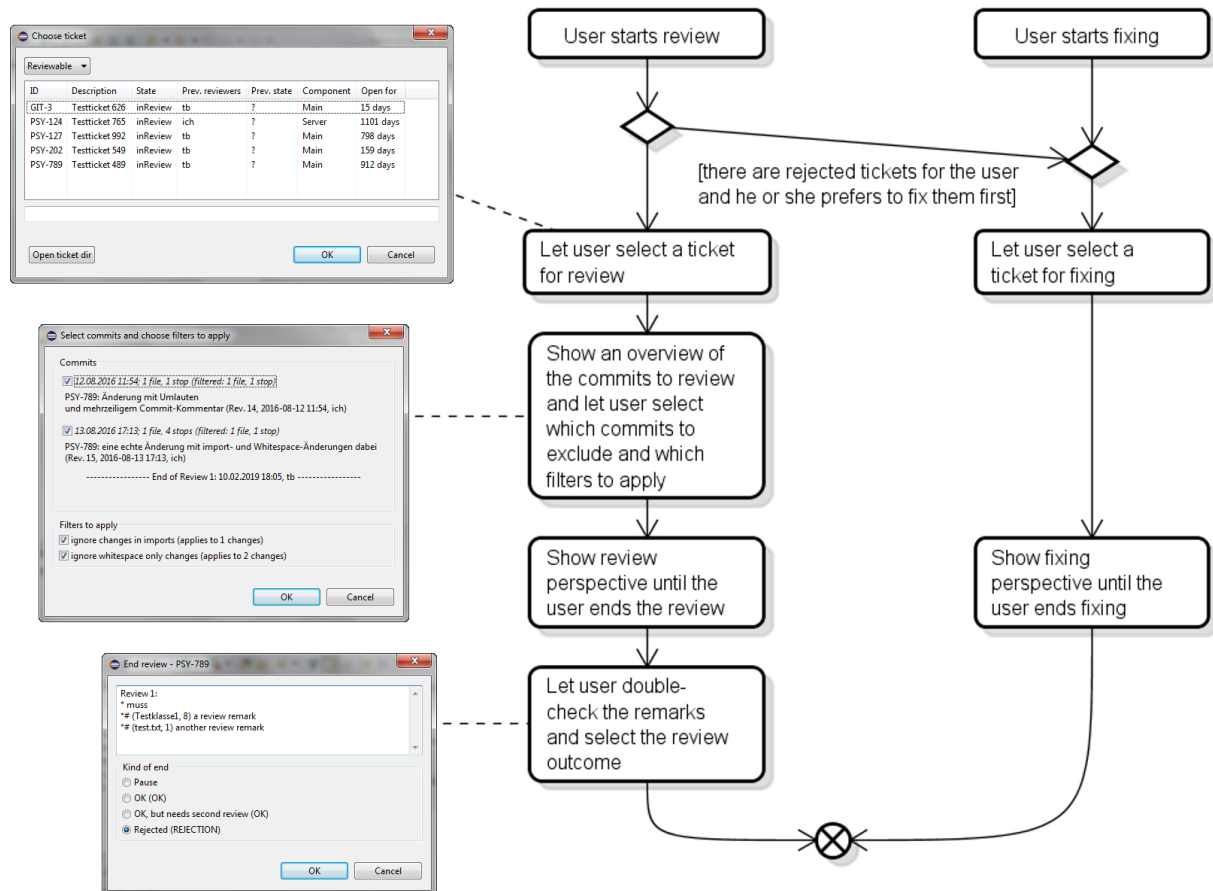 Choose ticket
Reviewable
ID Description State Prev. reviewers Prev. state Component Open for
GIT-3 Testticket 626 inReview tb ? Main 15 days
PSY-124 Testticket 765 inReview ich ? Server 1101 days
PSY-127 Testticket 992 inReview tb ? Main 798 days
PSY-202 Testticket 549 inReview tb ? Main 159 days
PSY-789 Testticket 489 inReview tb ? Main 912 days
Open ticket dir OK Cancel
Select commits and choose filters to apply
Commits
12.08.2016 11:54; 1 file, 1 stop (filtered: 1 file, 1 stop)
PSY-789: Änderung mit Umlauten
und mehrzeiligem Commit-Kommentar (Rev. 14, 2016-08-12 11:54, ich)
13.08.2016 17:13; 1 file, 4 stops (filtered: 1 file, 1 stop)
PSY-789: eine echte Änderung mit import- und Whitespace-Änderungen dabei
(Rev. 15, 2016-08-13 17:13, ich)
----------------- End of Review 1: 10.02.2019 18:05, tb -----------------
Filters to apply
ignore changes in imports (applies to 1 changes)
ignore whitespace only changes (applies to 2 changes)
OK Cancel
End review - PSY-789
Review 1:
* muss
*# (Testklasse1, 8) a review remark
*# (test.txt, 1) another review remark
Kind of end
Pause
OK (OK)
OK, but needs second review (OK)
Rejected (REJECTION)
OK Cancel
User starts review
User starts fixing
[there are rejected tickets for the user
and he or she prefers to fix them first]
Let user select a ticket
for review
Let user select a
ticket for fixing
Show an overview of
the commits to review
and let user select
which commits to
exclude and which
filters to apply
Show review
perspective until the
user ends the review
Show fixing
perspective until the
user ends fixing
Let user double-
check the remarks
and select the review
outcome